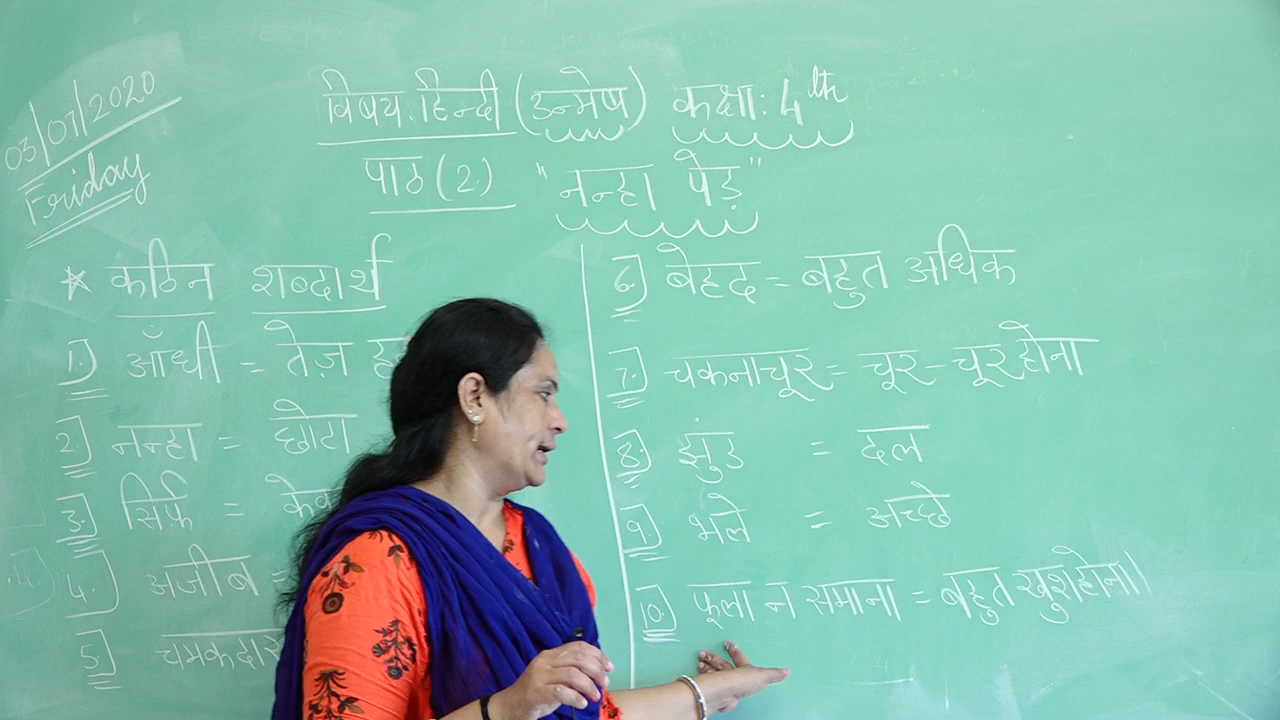 03/07/2020
Friday
विषय: हिन्दी (उन्मेष) कक्षा: 4th
पाठ (2.) "नन्हा पेड़"
* कठिन शब्दार्थ
1.] आँधी = तेज़
2] नन्हा = छोटा
3.] सिर्फ़ =
4.] अजीब =
5]
6.] बेहद = बहुत अधिक
7.] चकनाचूर = चूर-चूर होना
8.] झुड = दल
9.] भले = अच्छे
10.] फूला न समाना = बहुत खुश होना।